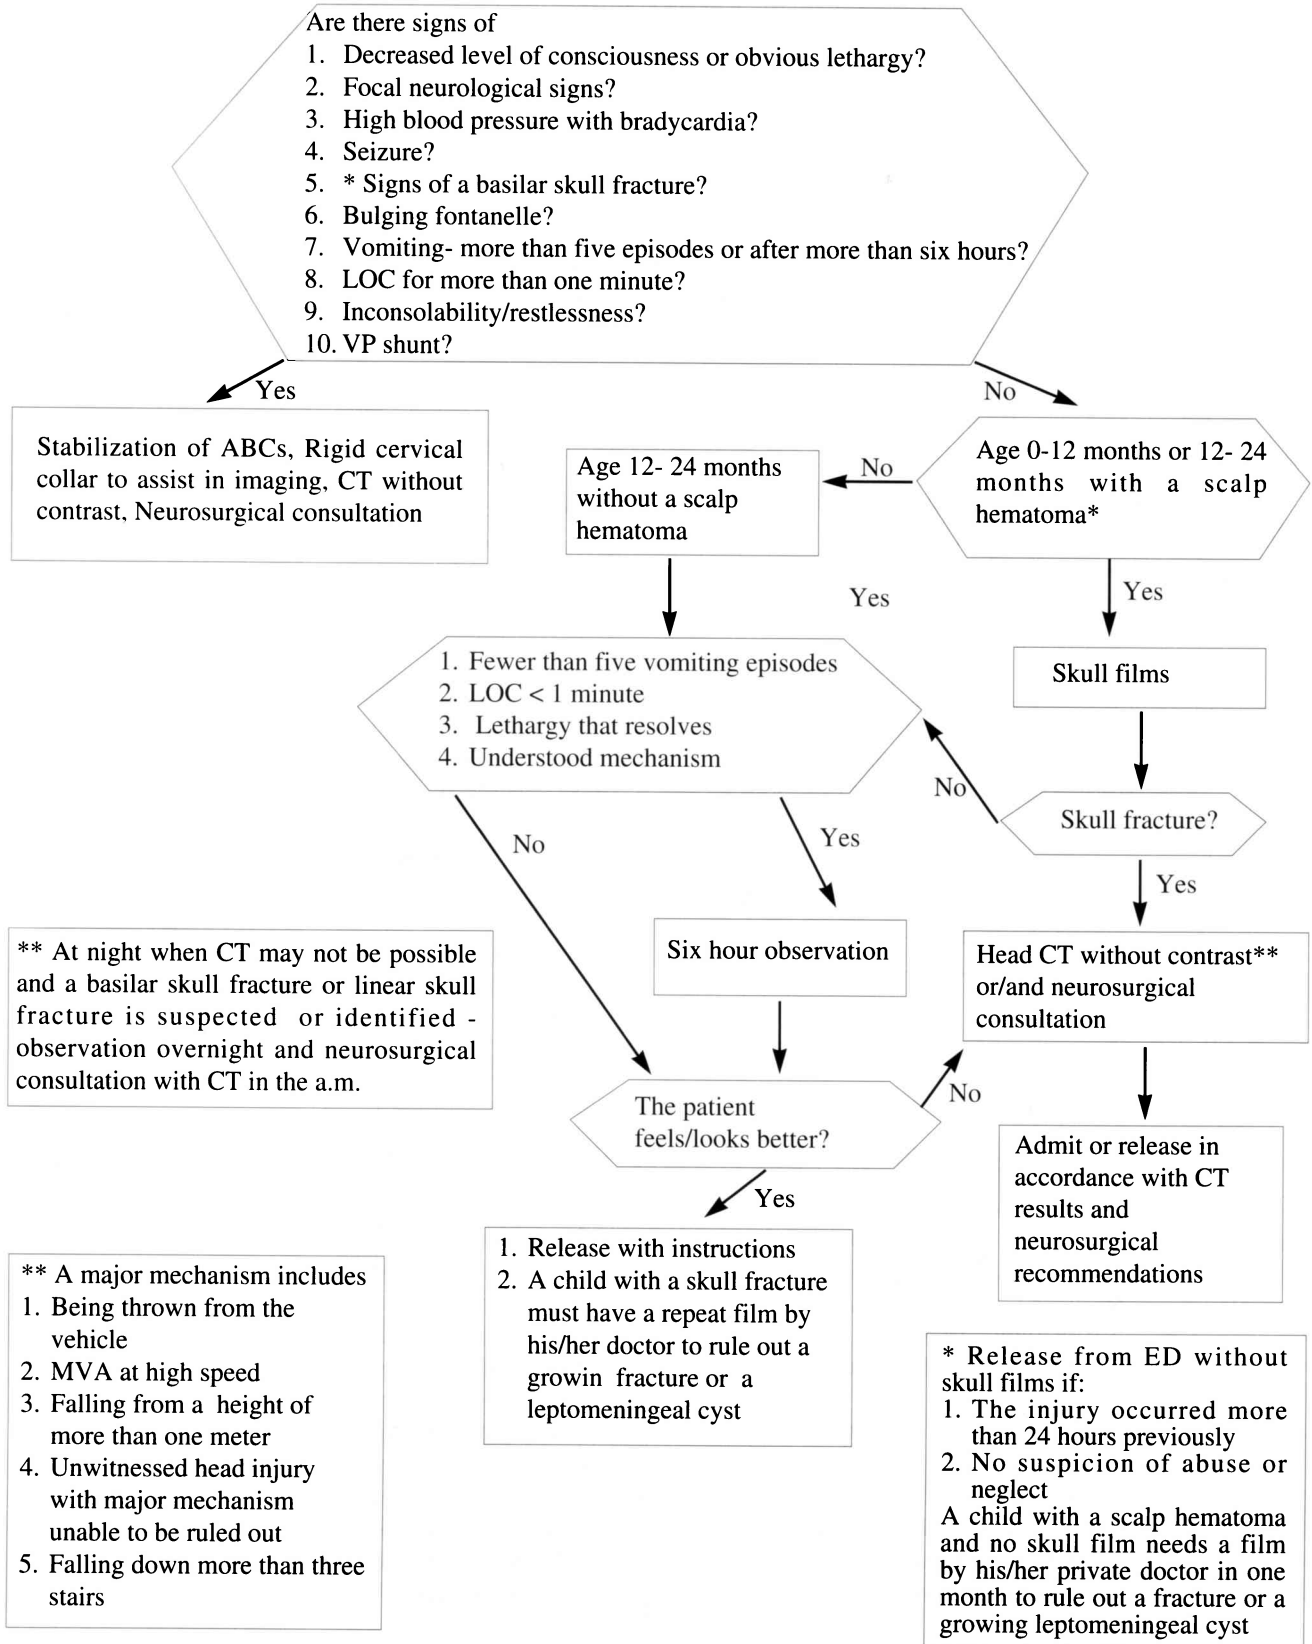 Are there signs of
1. Decreased level of consciousness or obvious lethargy?
2. Focal neurological signs?
3. High blood pressure with bradycardia?
4. Seizure?
5. * Signs of a basilar skull fracture?
6. Bulging fontanelle?
7. Vomiting- more than five episodes or after more than six hours?
8. LOC for more than one minute?
9. Inconsolability/restlessness?
10. VP shunt?
Yes
No
Stabilization of ABCs, Rigid cervical
collar to assist in imaging, CT without
contrast, Neurosurgical consultation
Age 12- 24 months
without a scalp
hematoma
No
Age 0-12 months or 12- 24
months with a scalp
hematoma*
Yes
Yes
1. Fewer than five vomiting episodes
2. LOC < 1 minute
3. Lethargy that resolves
4. Understood mechanism
Skull films
No
Skull fracture?
No
Yes
Yes
** At night when CT may not be possible
and a basilar skull fracture or linear skull
fracture is suspected or identified -
observation overnight and neurosurgical
consultation with CT in the a.m.
Six hour observation
Head CT without contrast**
or/and neurosurgical
consultation
The patient
feels/looks better?
No
Yes
Admit or release in
accordance with CT
results and
neurosurgical
recommendations
1. Release with instructions
2. A child with a skull fracture
must have a repeat film by
his/her doctor to rule out a
growin fracture or a
leptomeningeal cyst
** A major mechanism includes
1. Being thrown from the
vehicle
2. MVA at high speed
3. Falling from a height of
more than one meter
4. Unwitnessed head injury
with major mechanism
unable to be ruled out
5. Falling down more than three
stairs
* Release from ED without
skull films if:
1. The injury occurred more
than 24 hours previously
2. No suspicion of abuse or
neglect
A child with a scalp hematoma
and no skull film needs a film
by his/her private doctor in one
month to rule out a fracture or a
growing leptomeningeal cyst